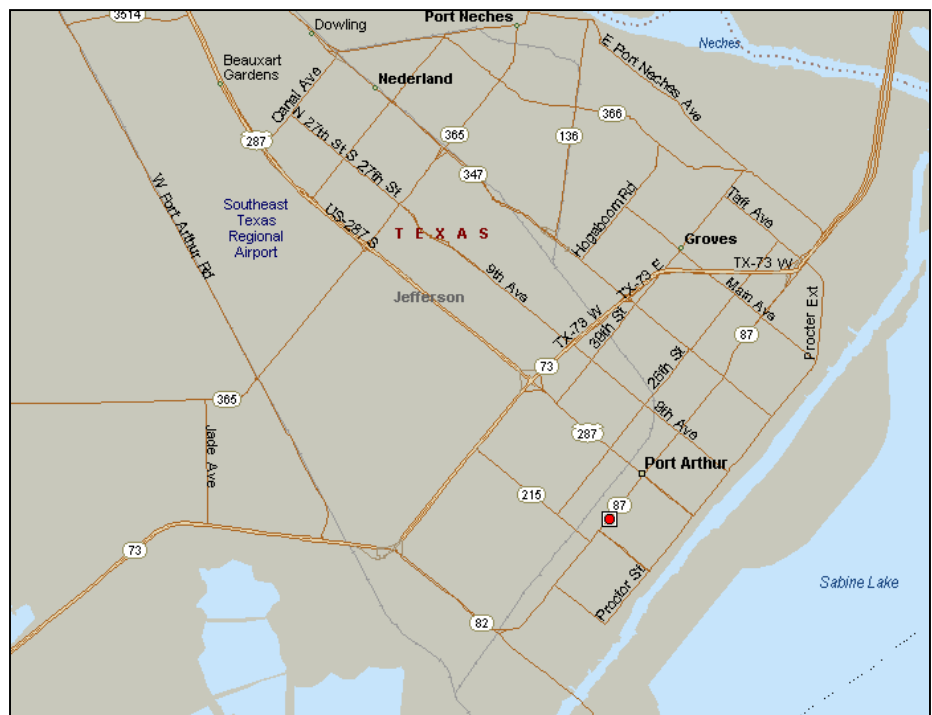 3514
Dowling
Port Neches
Neches
Beauxart
Gardens
Canal Ave
Nederland
E Port Neches Ave
366
287
N 27th St S 27th St
365
136
347
W Port Arthur Rd
Southeast
Texas
Regional
Airport
US-287 S
TEXAS
Hogaboom Rd
Taft Ave
Groves
TX-73 W
9th Ave
TX-73 E
Main Ave
Jefferson
TX-73 W
39th St
87
Procter Ext
73
26th St
365
9th Ave
287
Jade Ave
Port Arthur
215
87
73
Proctor St
Sabine Lake
82